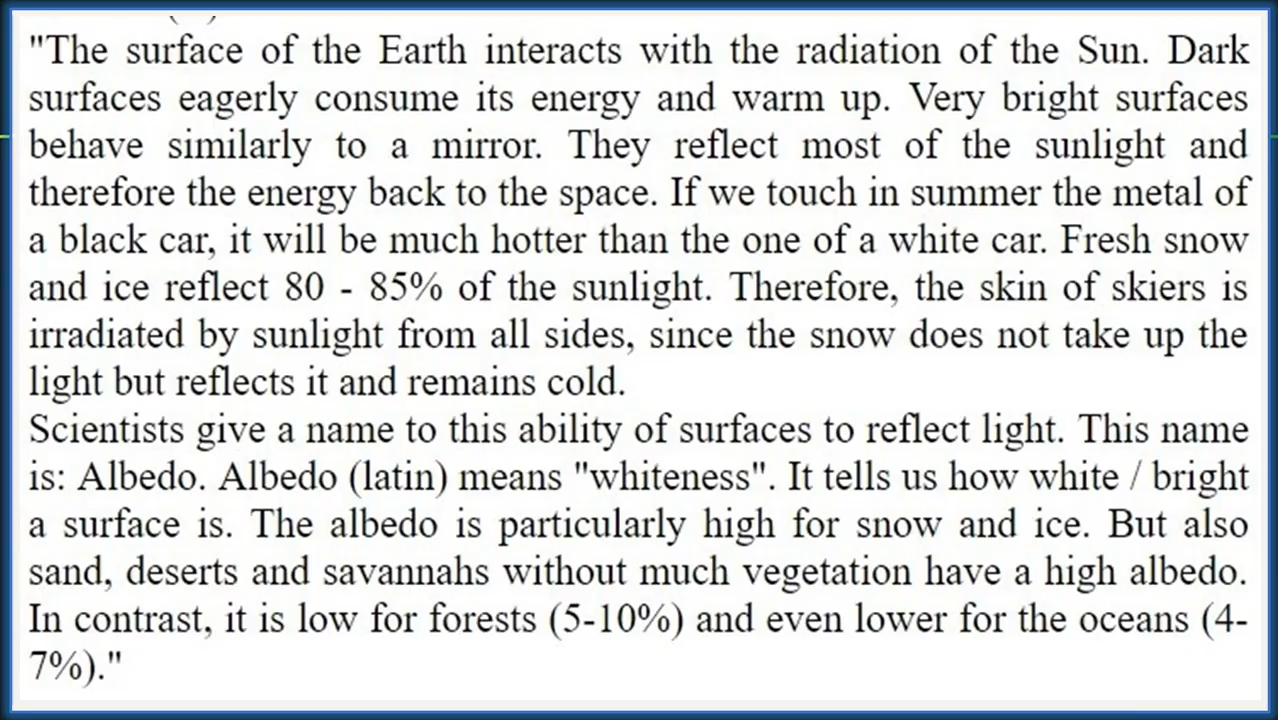 "The surface of the Earth interacts with the radiation of the Sun. Dark
surfaces eagerly consume its energy and warm up. Very bright surfaces
behave similarly to a mirror. They reflect most of the sunlight and
therefore the energy back to the space. If we touch in summer the metal of
a black car, it will be much hotter than the one of a white car. Fresh snow
and ice reflect 80 - 85% of the sunlight. Therefore, the skin of skiers is
irradiated by sunlight from all sides, since the snow does not take up the
light but reflects it and remains cold.
Scientists give a name to this ability of surfaces to reflect light. This name
is: Albedo. Albedo (latin) means "whiteness". It tells us how white / bright
a surface is. The albedo is particularly high for snow and ice. But also
sand, deserts and savannahs without much vegetation have a high albedo.
In contrast, it is low for forests (5-10%) and even lower for the oceans (4-
7%)."